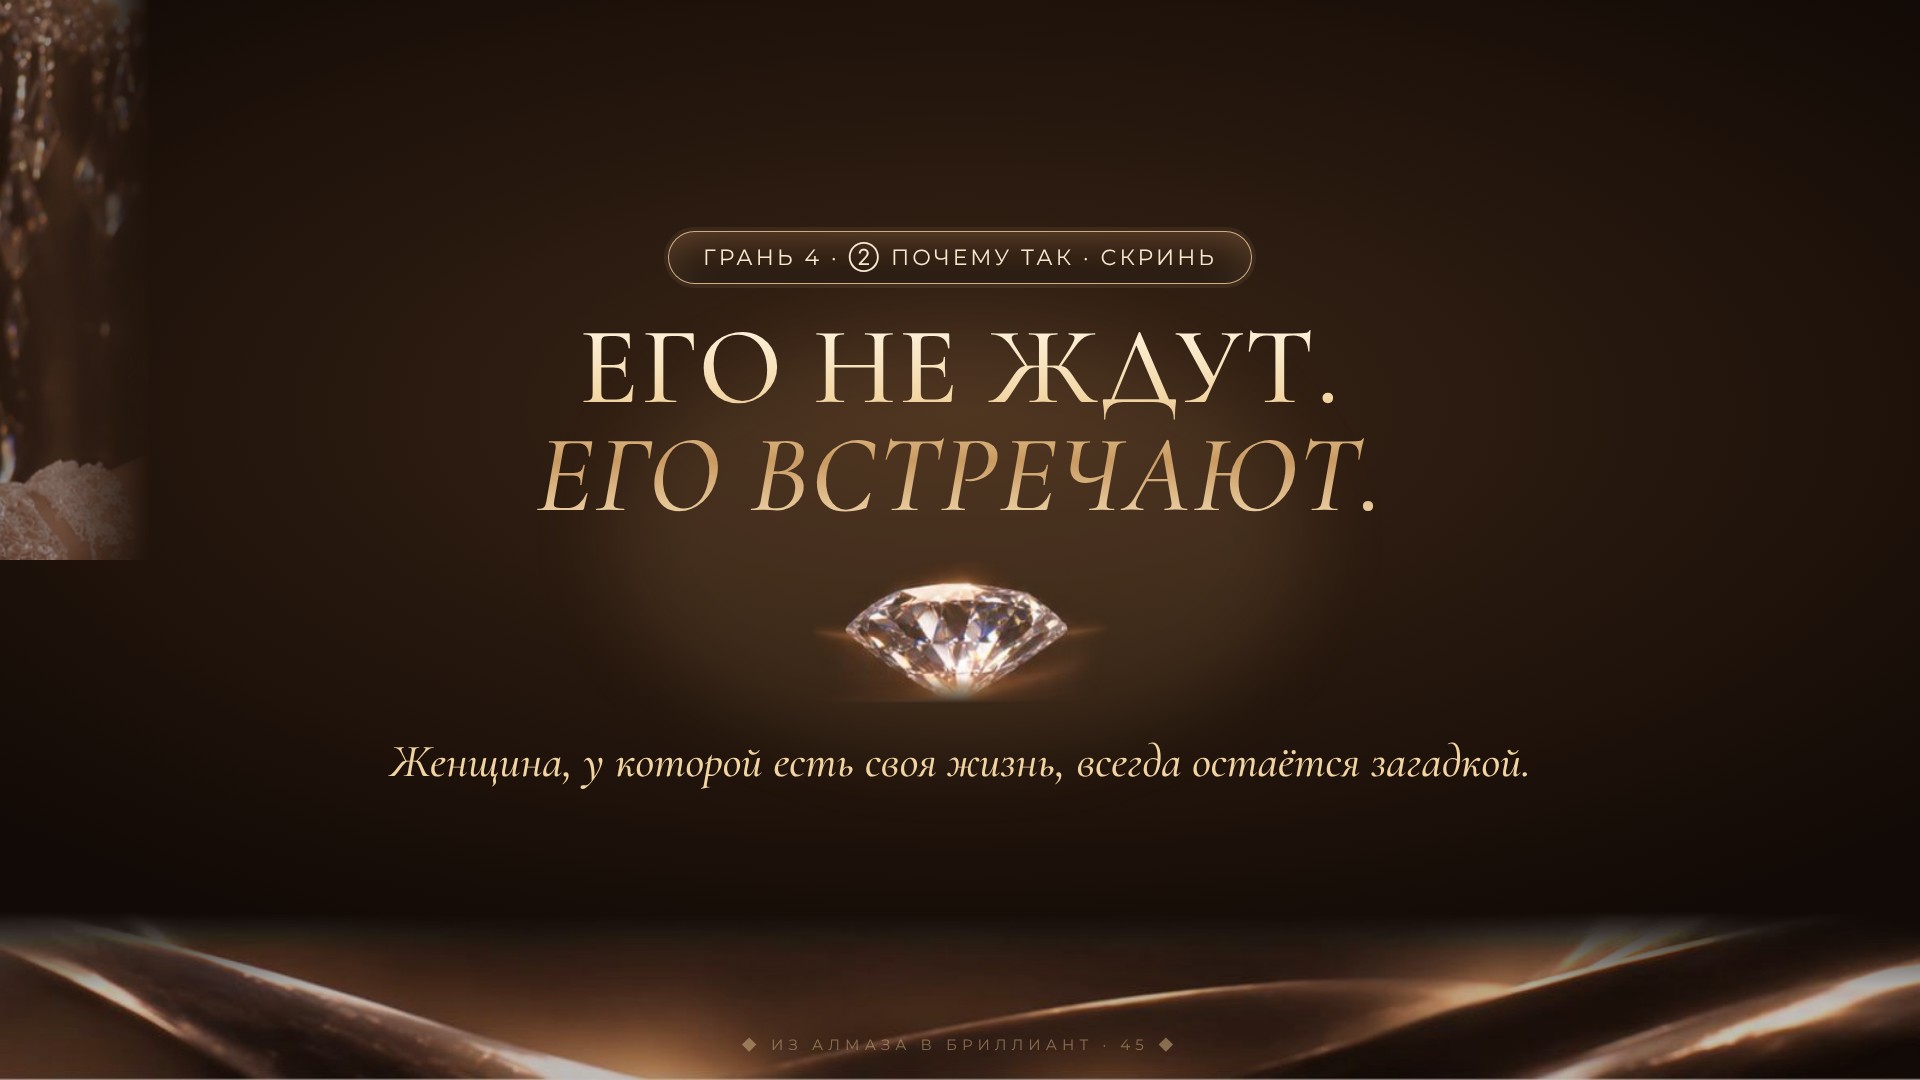 ГРАНЬ 4 · ② ПОЧЕМУ ТАК · СКРИНЬ
ЕГО НЕ ЖДУТ.
ЕГО ВСТРЕЧАЮТ.
Женщина, у которой есть своя жизнь, всегда остаётся загадкой.
◆ ИЗ АЛМАЗА В БРИЛЛИАНТ · 45 ◆